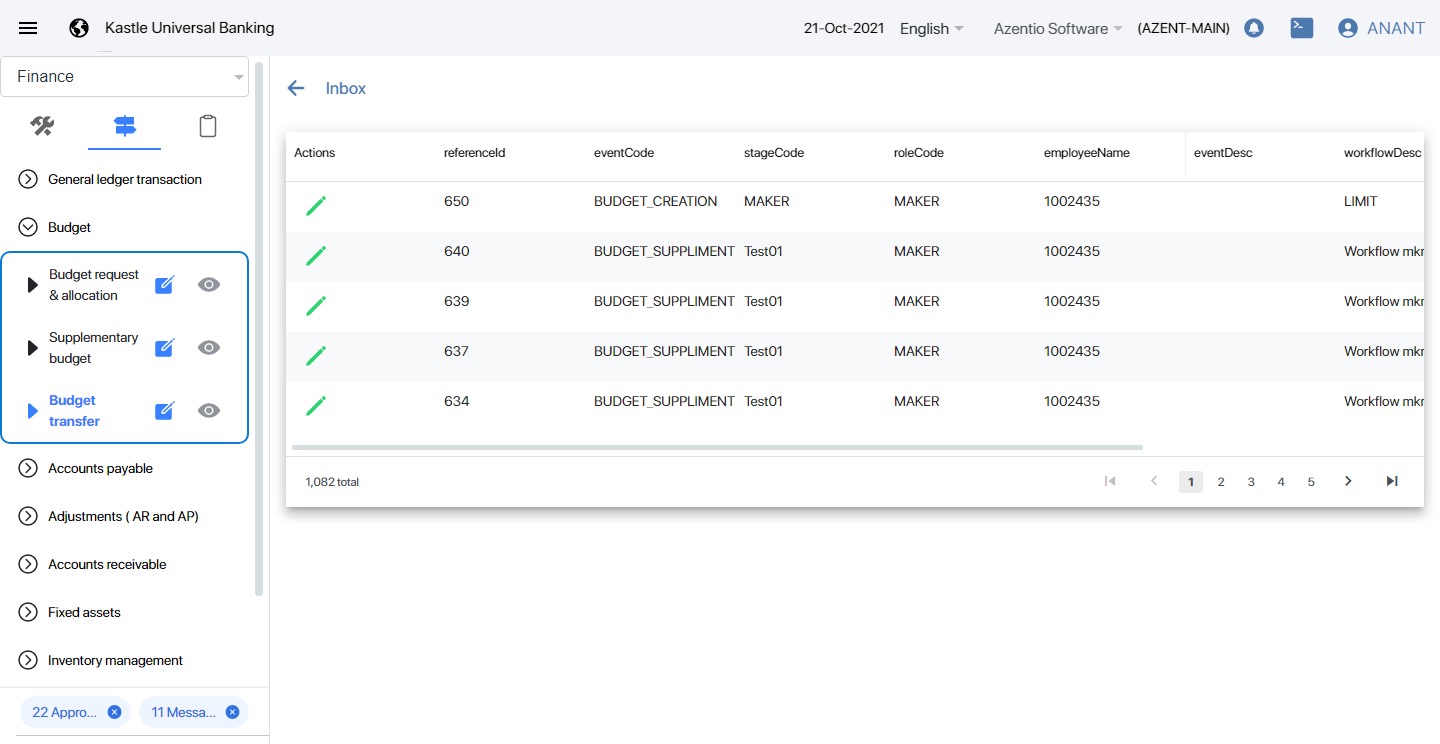 Kastle Universal Banking
21-Oct-2021 English Azentio Software (AZENT-MAIN) ANANT
Finance
General ledger transaction
Budget
Budget request
& allocation
Supplementary
budget
Budget
transfer
Accounts payable
Adjustments ( AR and AP)
Accounts receivable
Fixed assets
Inventory management
22 Appro... 11 Messa...
Inbox
Actions referenceId eventCode stageCode roleCode employeeName eventDesc workflowDesc
650 BUDGET_CREATION MAKER MAKER 1002435 LIMIT
640 BUDGET_SUPPLIMENT Test01 MAKER 1002435 Workflow mkr
639 BUDGET_SUPPLIMENT Test01 MAKER 1002435 Workflow mkr
637 BUDGET_SUPPLIMENT Test01 MAKER 1002435 Workflow mkr
634 BUDGET_SUPPLIMENT Test01 MAKER 1002435 Workflow mkr
1,082 total 1 2 3 4 5